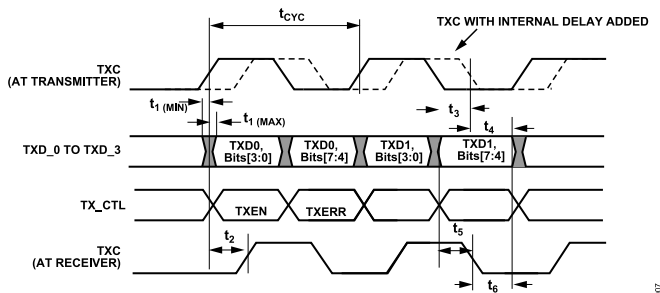 tCYC
TXC WITH INTERNAL DELAY ADDED
TXC
(AT TRANSMITTER)
t1 (MIN)
t3
t1 (MAX)
t4
TXD_0 TO TXD_3
TXD0,
Bits[3:0]
TXD0,
Bits[7:4]
TXD1,
Bits[3:0]
TXD1,
Bits[7:4]
TX_CTL
TXEN
TXERR
t2
t5
TXC
(AT RECEIVER)
t6
07